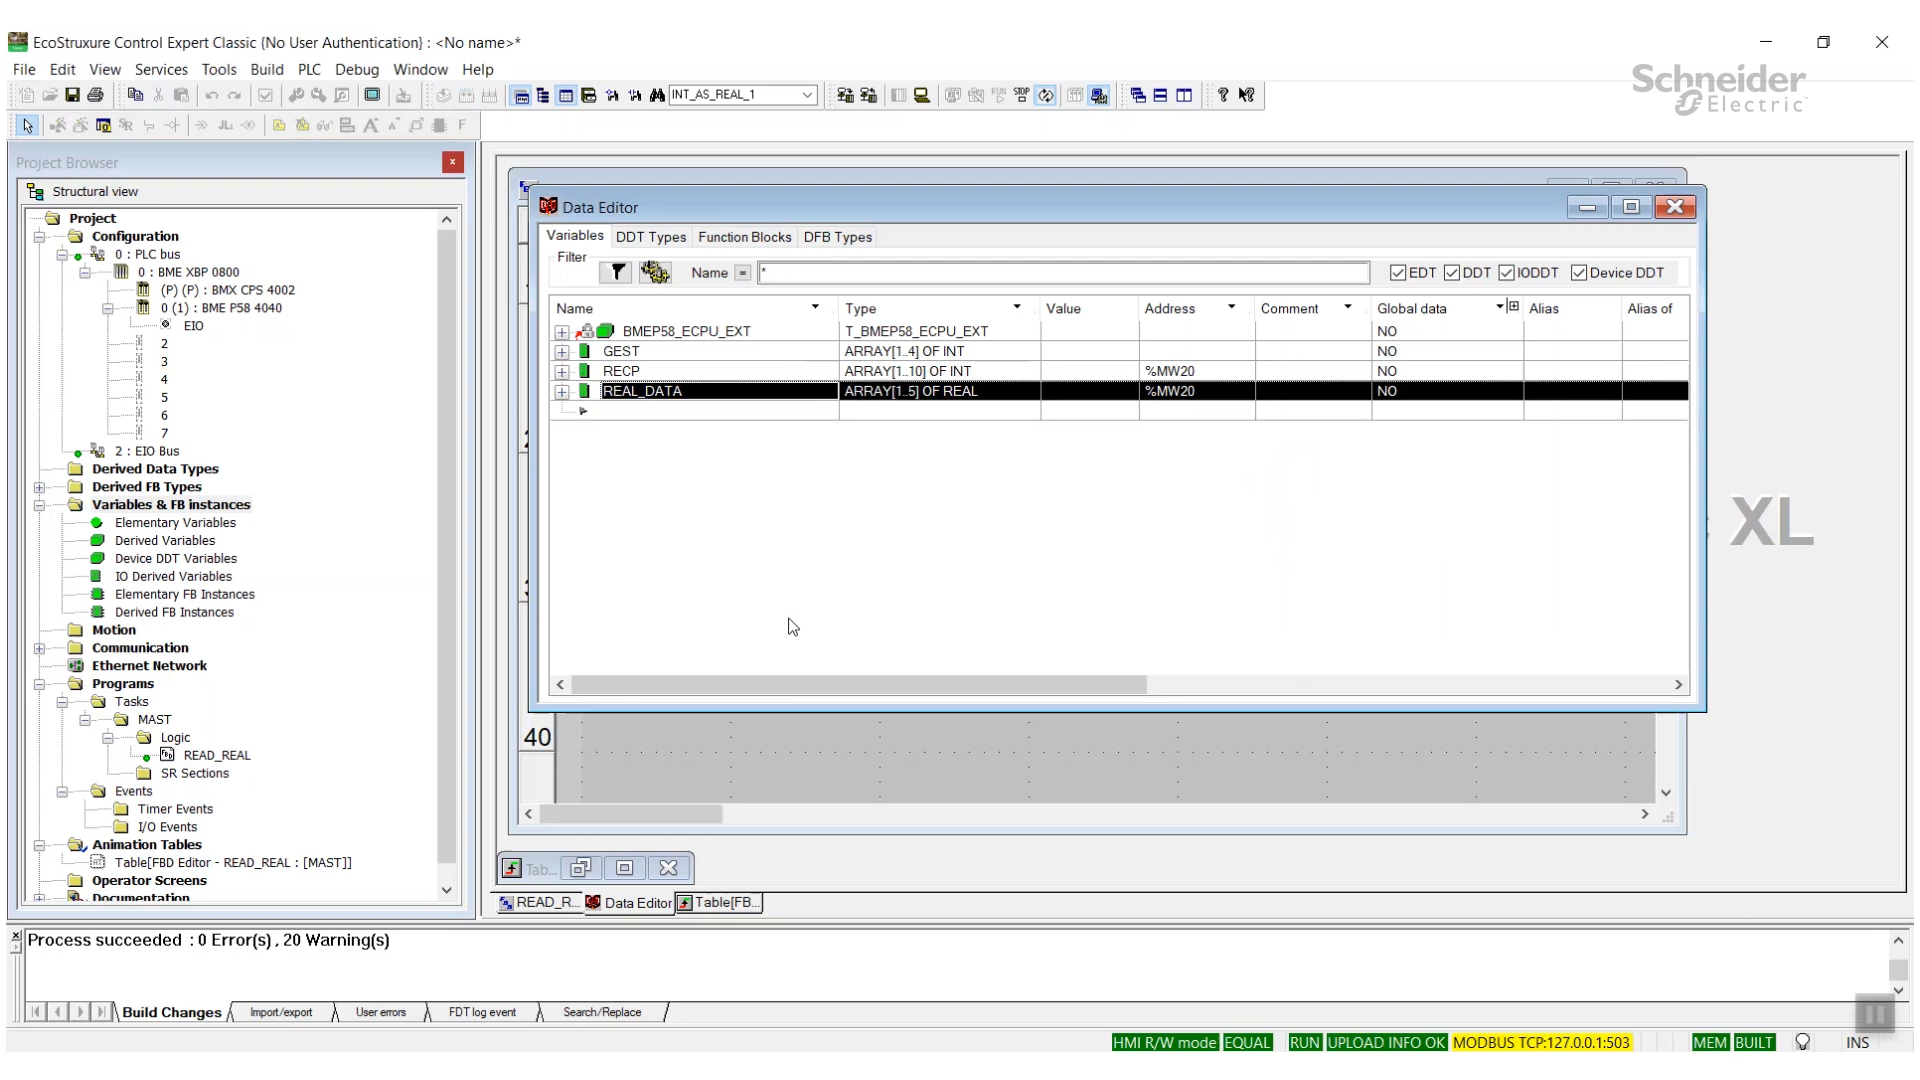 EcoStruxure Control Expert Classic {No User Authentication} : <No name>*
File Edit View Services Tools Build PLC Debug Window Help
INT_AS_REAL_1
Schneider
Electric
Project Browser
Structural view
Project
Configuration
0 : PLC bus
0 : BME XBP 0800
(P) (P) : BMX CPS 4002
0 (1) : BME P58 4040
EIO
2
3
4
5
6
7
2 : EIO Bus
Derived Data Types
Derived FB Types
Variables & FB instances
Elementary Variables
Derived Variables
Device DDT Variables
IO Derived Variables
Elementary FB Instances
Derived FB Instances
Motion
Communication
Ethernet Network
Programs
Tasks
MAST
Logic
READ_REAL
SR Sections
Events
Timer Events
I/O Events
Animation Tables
Table[FBD Editor - READ_REAL : [MAST]]
Operator Screens
Documentation
Data Editor
Variables DDT Types Function Blocks DFB Types
Filter
Name = * EDT DDT IODDT Device DDT
Name Type Value Address Comment Global data Alias Alias of
BMEP58_ECPU_EXT T_BMEP58_ECPU_EXT NO
GEST ARRAY[1..4] OF INT NO
RECP ARRAY[1..10] OF INT %MW20 NO
REAL_DATA ARRAY[1..5] OF REAL %MW20 NO
XL
40
Tab...
READ_R... Data Editor Table[FB...
Process succeeded : 0 Error(s) , 20 Warning(s)
Build Changes Import/export User errors FDT log event Search/Replace
HMI R/W mode EQUAL RUN UPLOAD INFO OK MODBUS TCP:127.0.0.1:503 MEM BUILT INS